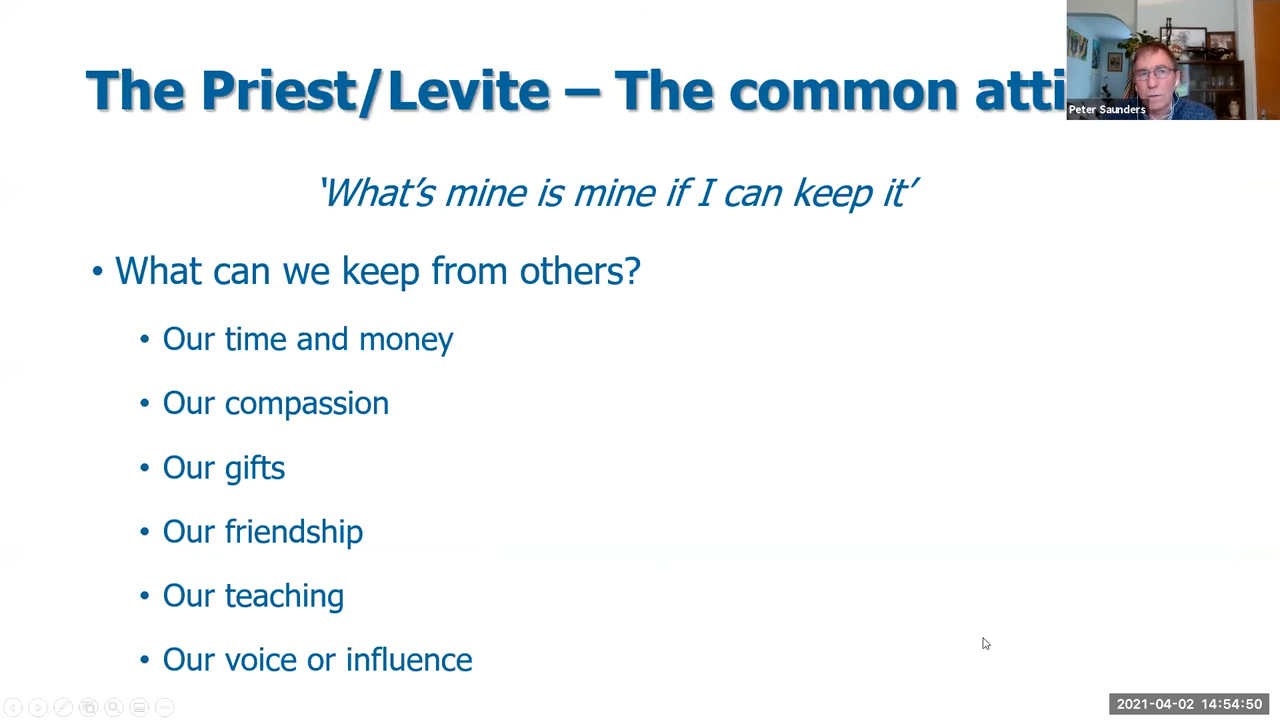 The Priest/Levite – The common atti
Peter Saunders
‘What’s mine is mine if I can keep it’
• What can we keep from others?
• Our time and money
• Our compassion
• Our gifts
• Our friendship
• Our teaching
• Our voice or influence
2021-04-02 14:54:50